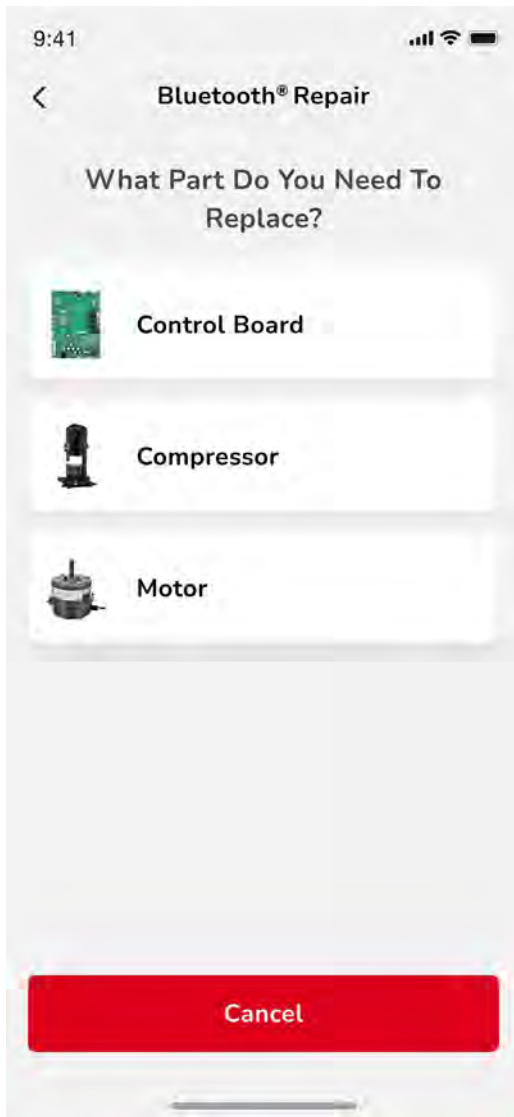 9:41
Bluetooth® Repair
What Part Do You Need To
Replace?
Control Board
Compressor
Motor
Cancel